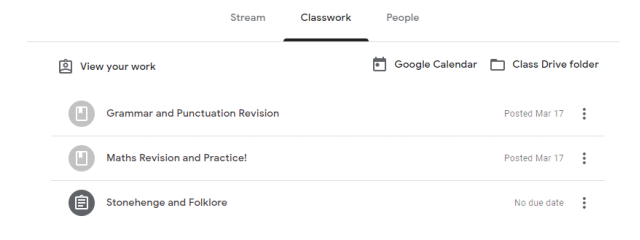 Stream Classwork People
View your work Google Calendar Class Drive folder
Grammar and Punctuation Revision Posted Mar 17
Maths Revision and Practice! Posted Mar 17
Stonehenge and Folklore No due date